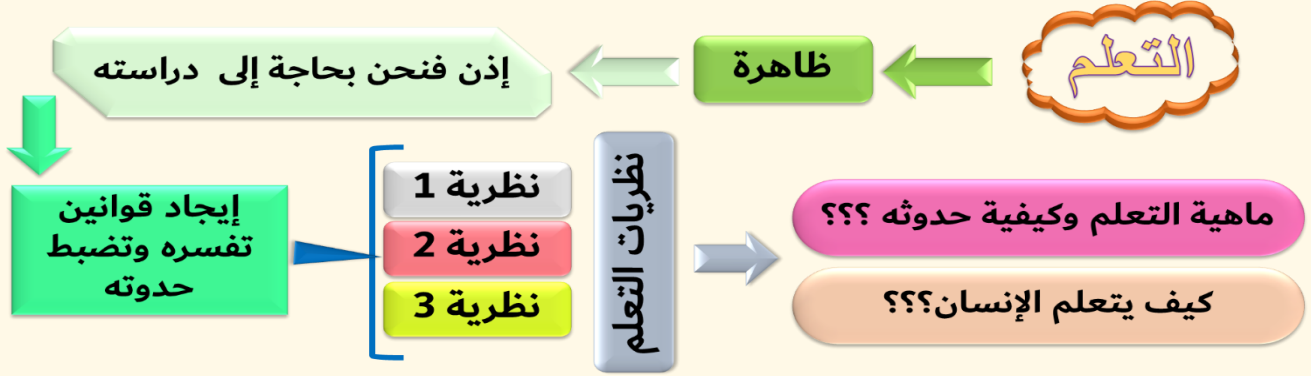 التعلم
ظاهرة
إذن فنحن بحاجة إلى دراسته
إيجاد قوانين
تفسره وتضبط
حدوته
نظرية 1
نظرية 2
نظرية 3
نظريات التعلم
ماهية التعلم وكيفية حدوثه ؟؟؟
كيف يتعلم الإنسان؟؟؟